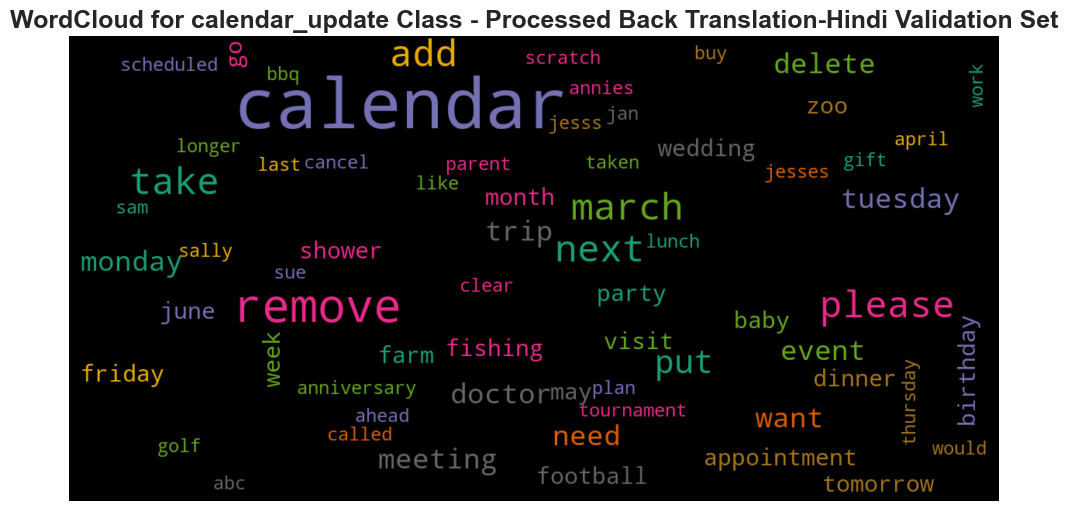 WordCloud for calendar_update Class - Processed Back Translation-Hindi Validation Set
scheduled
go
add
scratch
buy
delete
bbq
work
calendar
annies
jesss
jan
zoo
longer
last
cancel
parent
taken
wedding
april
gift
jesses
take
like
month
march
tuesday
sam
trip
next
lunch
monday
sally
shower
sue
clear
party
june
remove
please
baby
birthday
week
farm
fishing
visit
put
event
friday
anniversary
doctor
may
plan
dinner
thursday
ahead
tournament
want
called
need
golf
meeting
appointment
would
abc
football
tomorrow